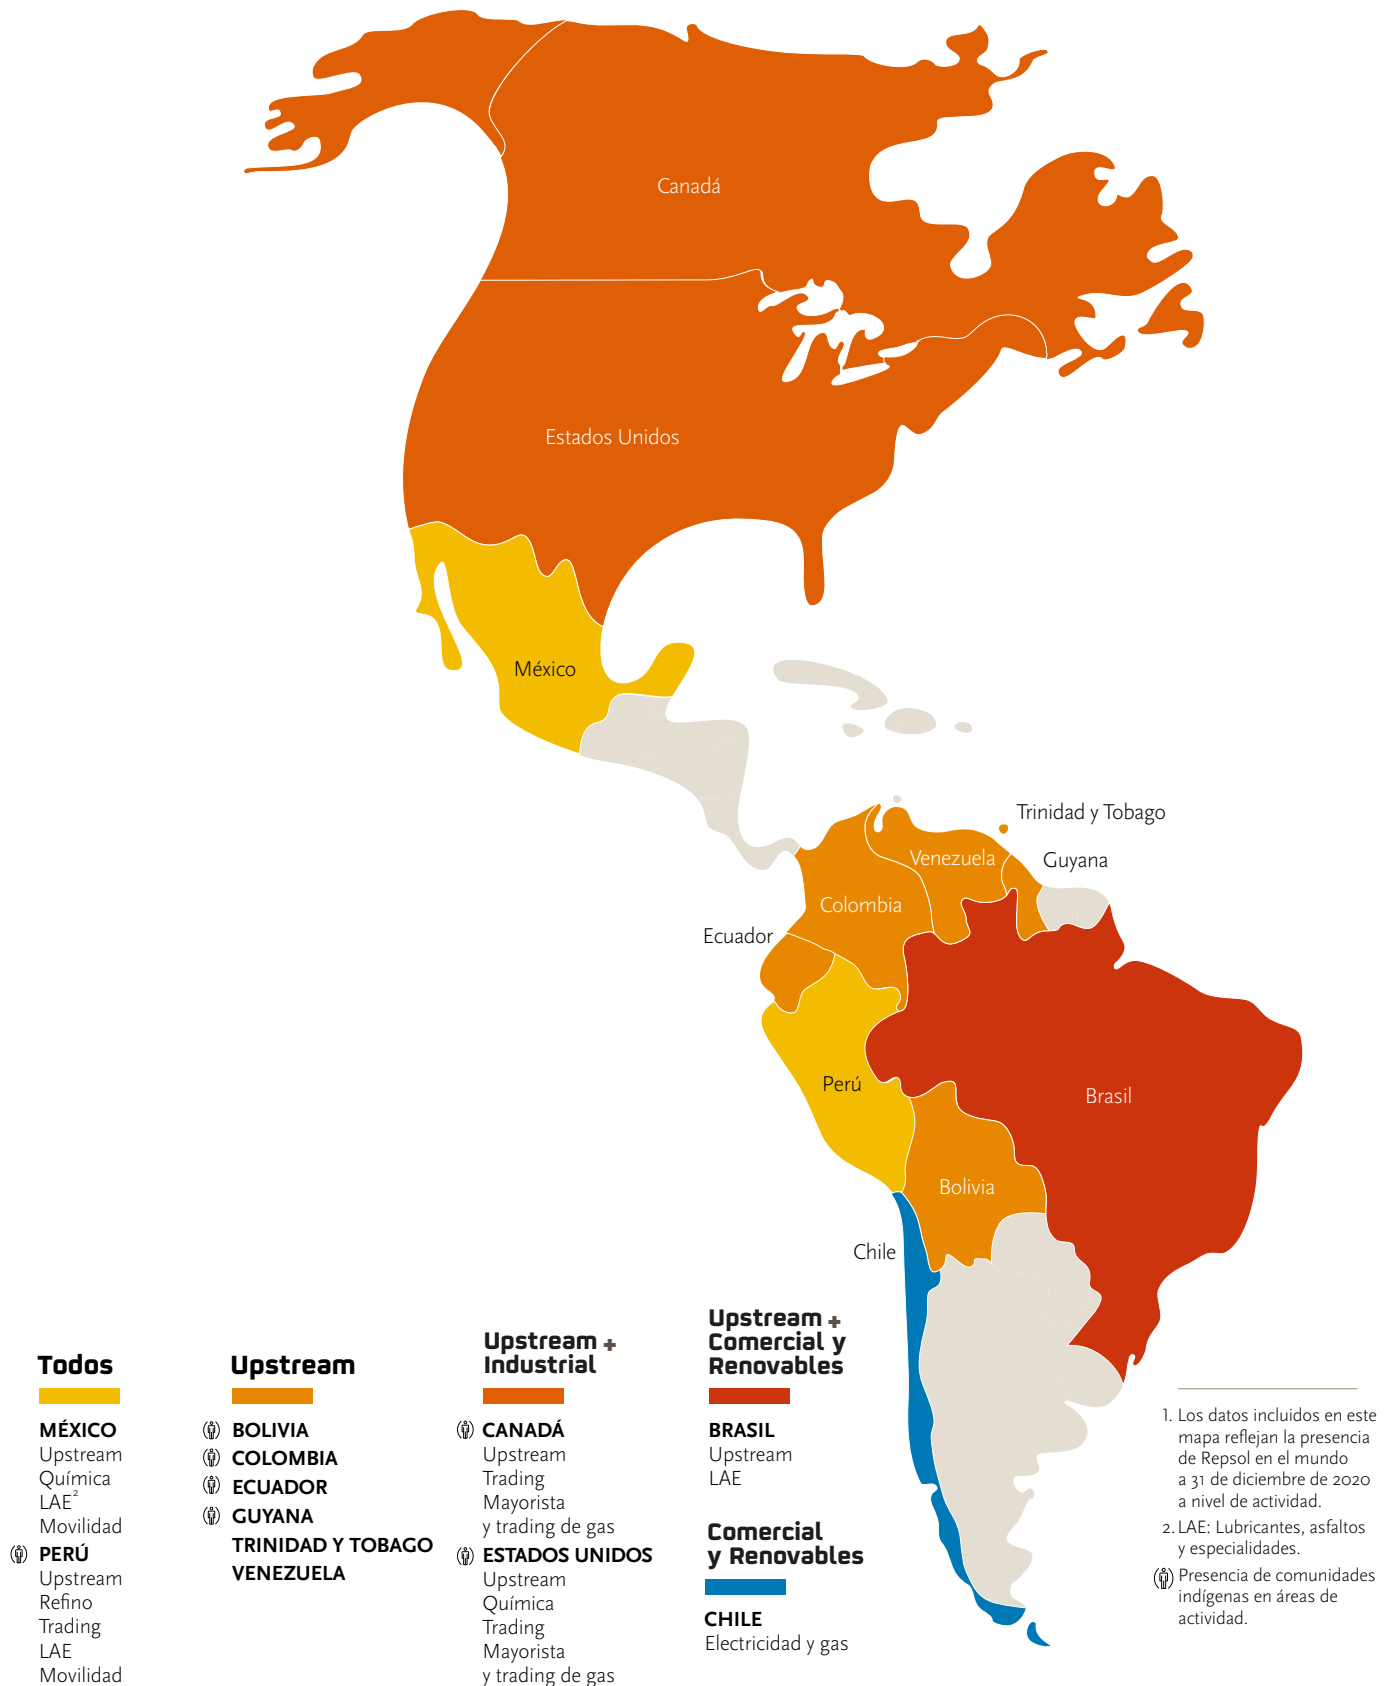 Canadá
Estados Unidos
México
Trinidad y Tobago
Venezuela
Guyana
Colombia
Ecuador
Perú
Brasil
Bolivia
Chile
Todos
MÉXICO
Upstream
Química
LAE²
Movilidad
PERÚ
Upstream
Refino
Trading
LAE
Movilidad
Upstream
BOLIVIA
COLOMBIA
ECUADOR
GUYANA
TRINIDAD Y TOBAGO
VENEZUELA
Upstream +
Industrial
CANADÁ
Upstream
Trading
Mayorista
y trading de gas
ESTADOS UNIDOS
Upstream
Química
Trading
Mayorista
y trading de gas
Upstream +
Comercial y
Renovables
BRASIL
Upstream
LAE
Comercial
y Renovables
CHILE
Electricidad y gas
1. Los datos incluidos en este
mapa reflejan la presencia
de Repsol en el mundo
a 31 de diciembre de 2020
a nivel de actividad.
2. LAE: Lubricantes, asfaltos
y especialidades.
Presencia de comunidades
indígenas en áreas de
actividad.